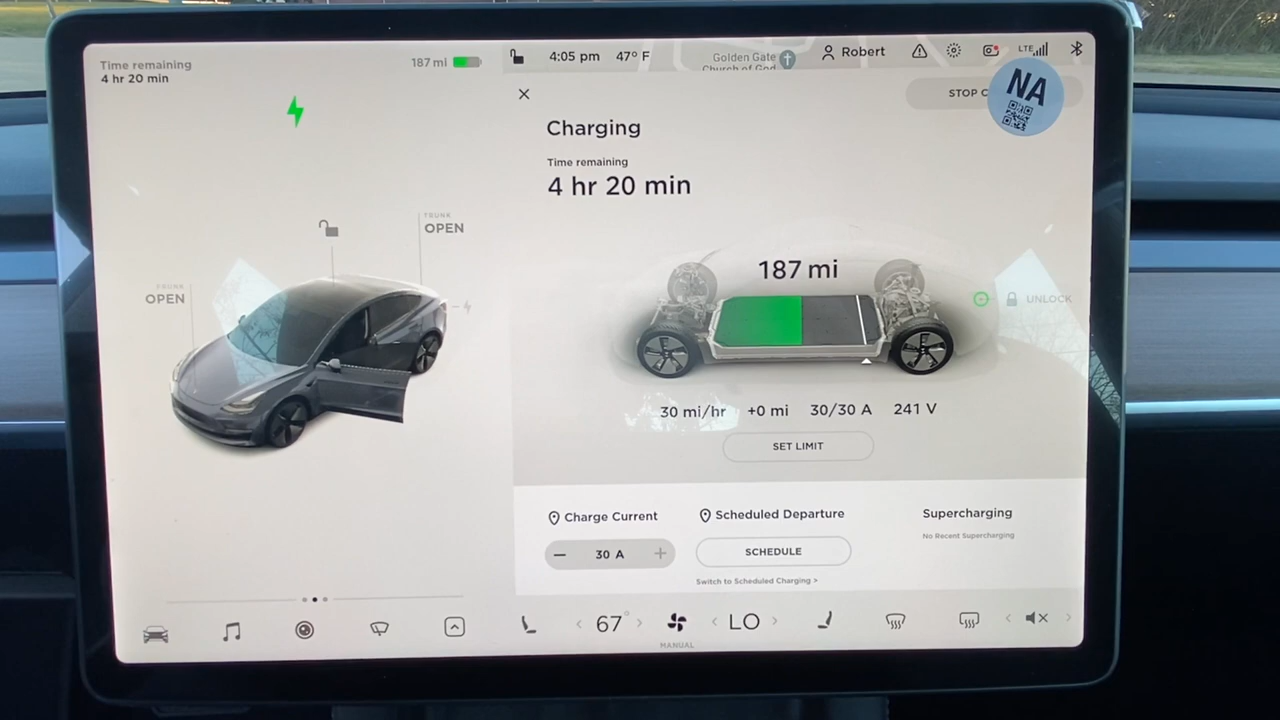 Time remaining
4 hr 20 min
187 mi
4:05 pm 47° F
Golden Gate
Church of God
Robert
LTE
STOP C
NA
Charging
Time remaining
4 hr 20 min
TRUNK
OPEN
OPEN
187 mi
UNLOCK
30 mi/hr +0 mi 30/30 A 241 V
SET LIMIT
Charge Current
Scheduled Departure
Supercharging
No Recent Supercharging
30 A
SCHEDULE
Switch to Scheduled Charging >
67°
LO
MANUAL